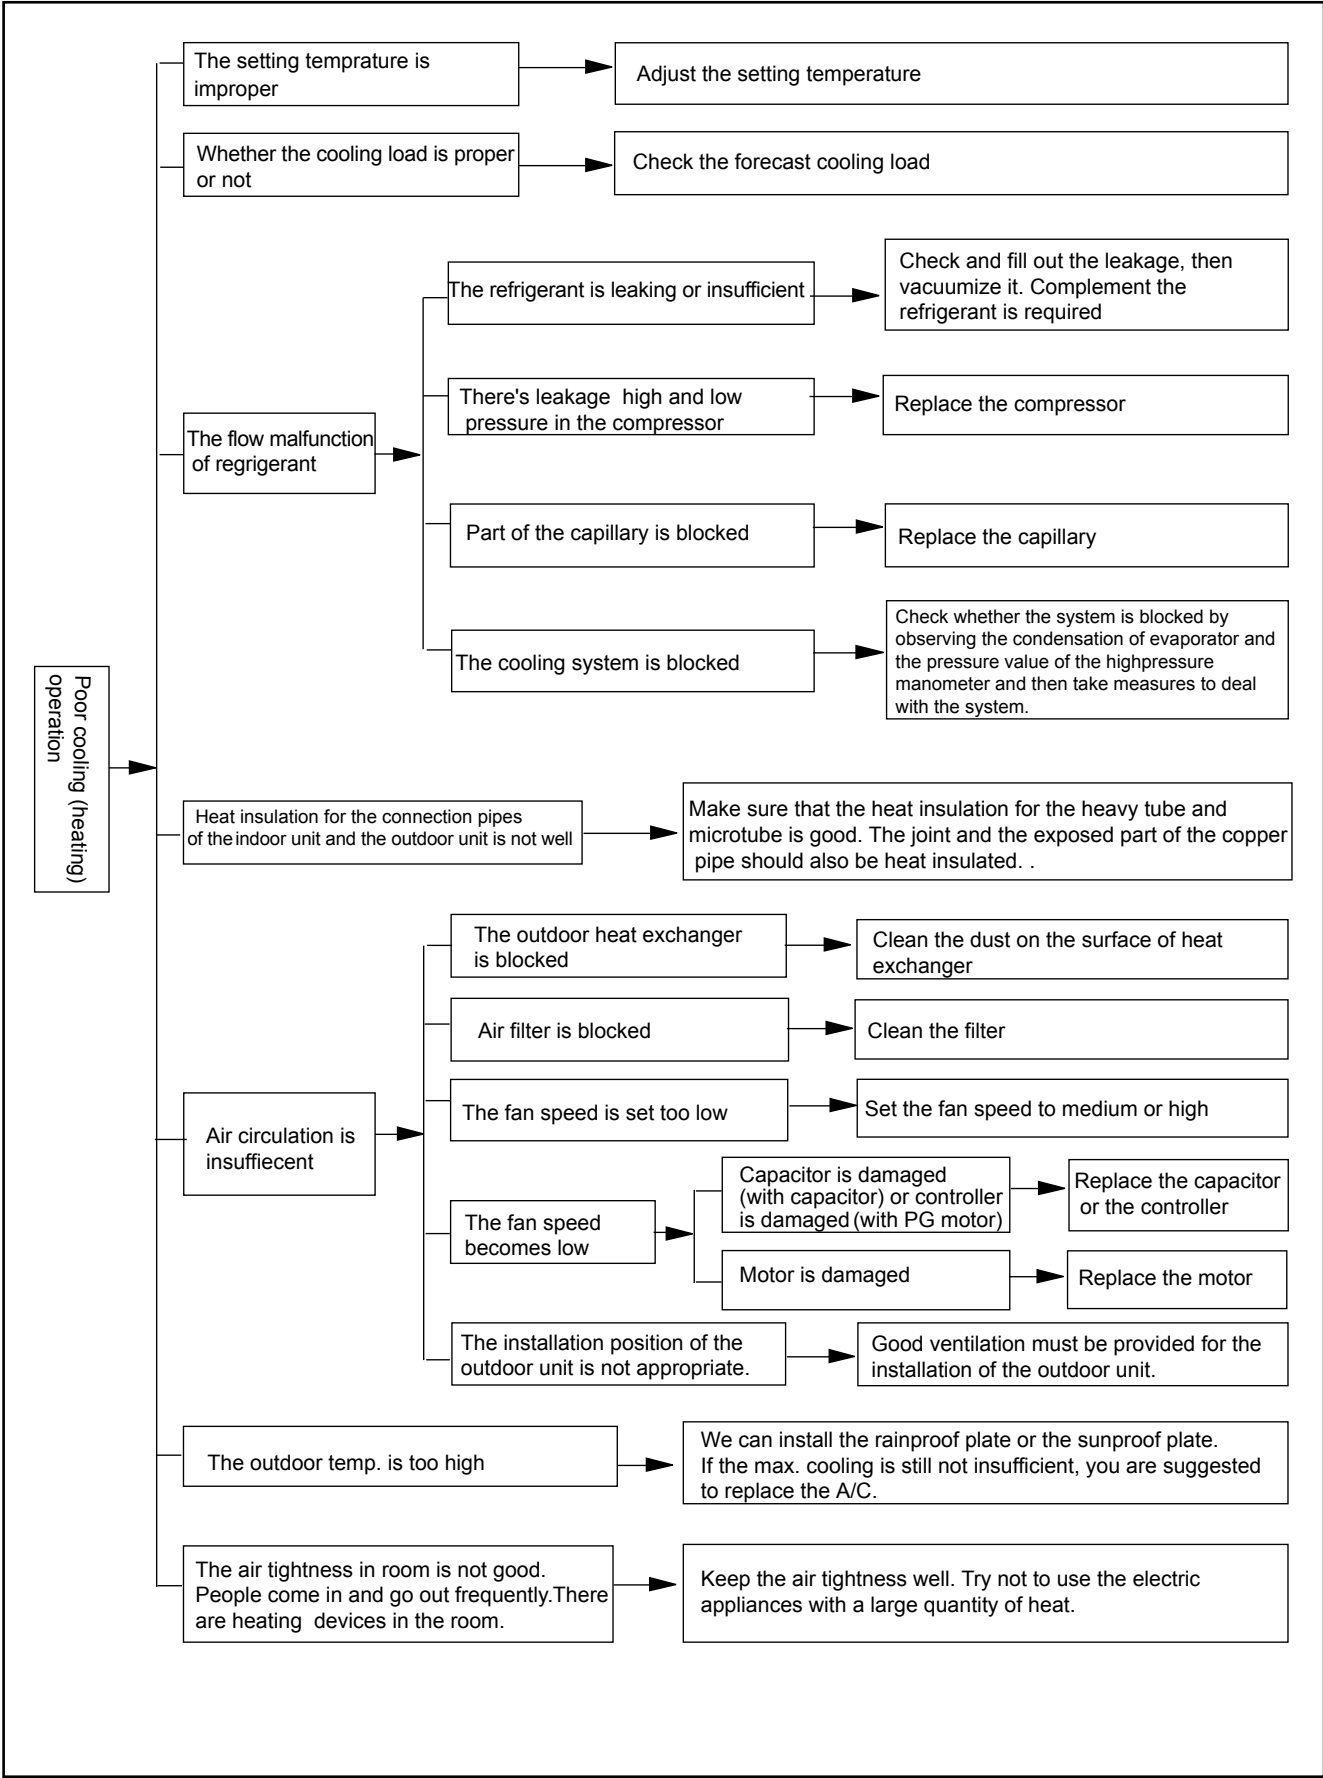 The setting temprature is
improper
Adjust the setting temperature
Whether the cooling load is proper
or not
Check the forecast cooling load
The refrigerant is leaking or insufficient
Check and fill out the leakage, then
vacuumize it. Complement the
refrigerant is required
There's leakage high and low
pressure in the compressor
Replace the compressor
The flow malfunction
of regrigerant
Part of the capillary is blocked
Replace the capillary
The cooling system is blocked
Check whether the system is blocked by
observing the condensation of evaporator and
the pressure value of the highpressure
manometer and then take measures to deal
with the system.
Poor cooling (heating)
operation
Heat insulation for the connection pipes
of the indoor unit and the outdoor unit is not well
Make sure that the heat insulation for the heavy tube and
microtube is good. The joint and the exposed part of the copper
pipe should also be heat insulated. .
The outdoor heat exchanger
is blocked
Clean the dust on the surface of heat
exchanger
Air filter is blocked
Clean the filter
The fan speed is set too low
Set the fan speed to medium or high
Air circulation is
insuffiecent
The fan speed
becomes low
Capacitor is damaged
(with capacitor) or controller
is damaged (with PG motor)
Replace the capacitor
or the controller
Motor is damaged
Replace the motor
The installation position of the
outdoor unit is not appropriate.
Good ventilation must be provided for the
installation of the outdoor unit.
The outdoor temp. is too high
We can install the rainproof plate or the sunproof plate.
If the max. cooling is still not insufficient, you are suggested
to replace the A/C.
The air tightness in room is not good.
People come in and go out frequently.There
are heating devices in the room.
Keep the air tightness well. Try not to use the electric
appliances with a large quantity of heat.